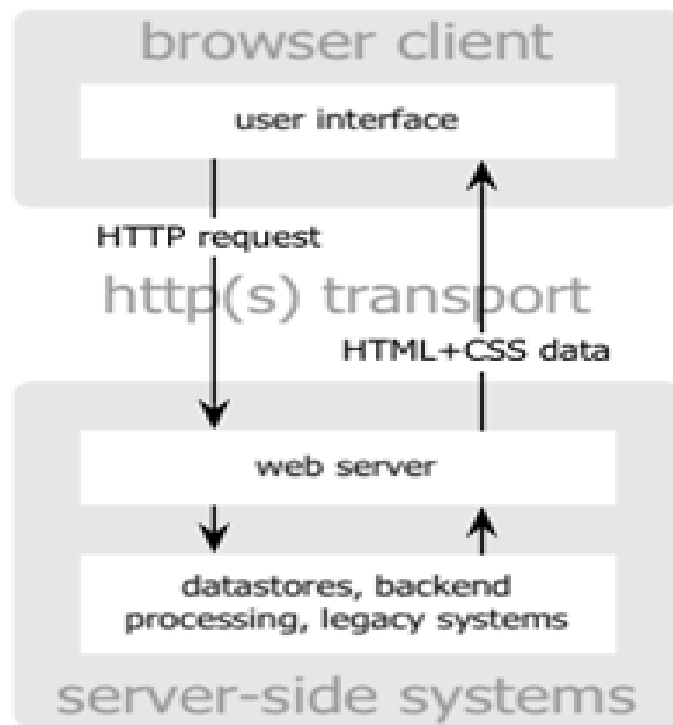 browser client
user interface
HTTP request
http(s) transport
HTML+CSS data
web server
datastores, backend
processing, legacy systems
server-side systems